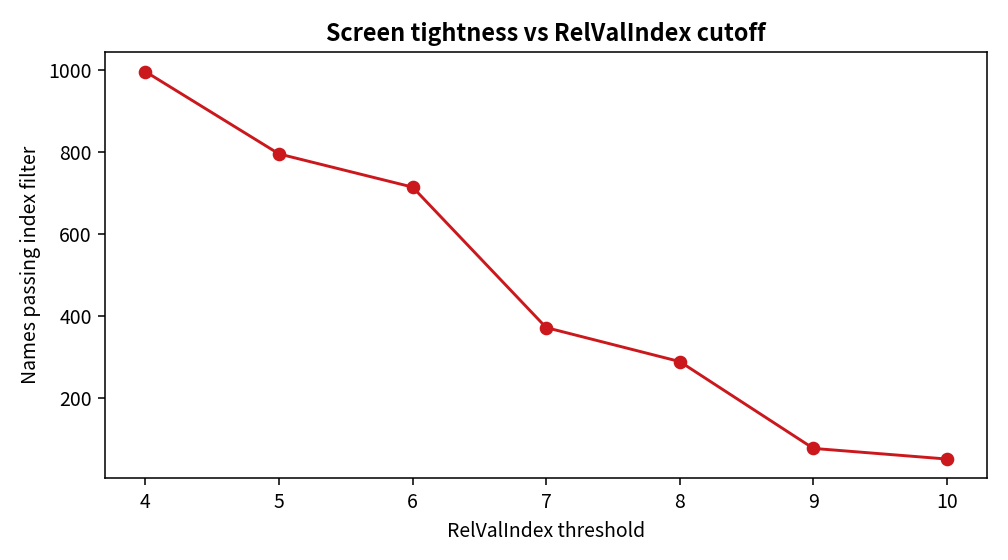 Screen tightness vs RelValIndex cutoff
Names passing index filter
1000
800
600
400
200
4 5 6 7 8 9 10
RelValIndex threshold